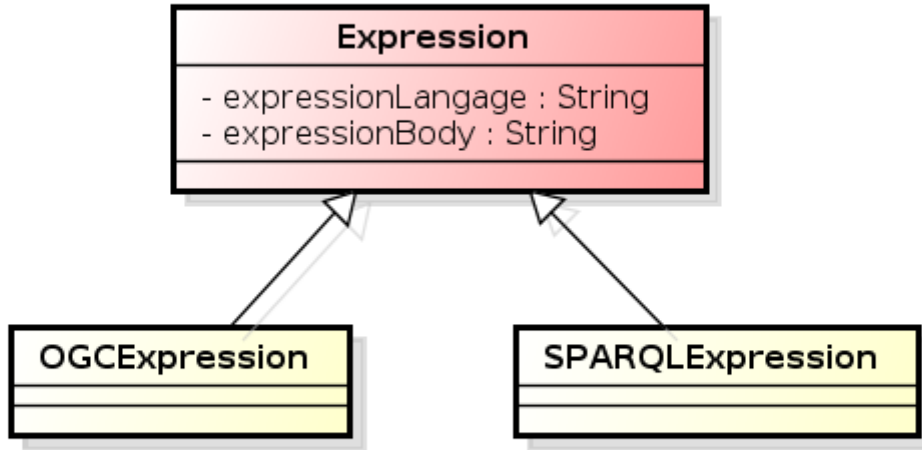 Expression
- expressionLangage : String
- expressionBody : String
OGCExpression
SPARQLExpression